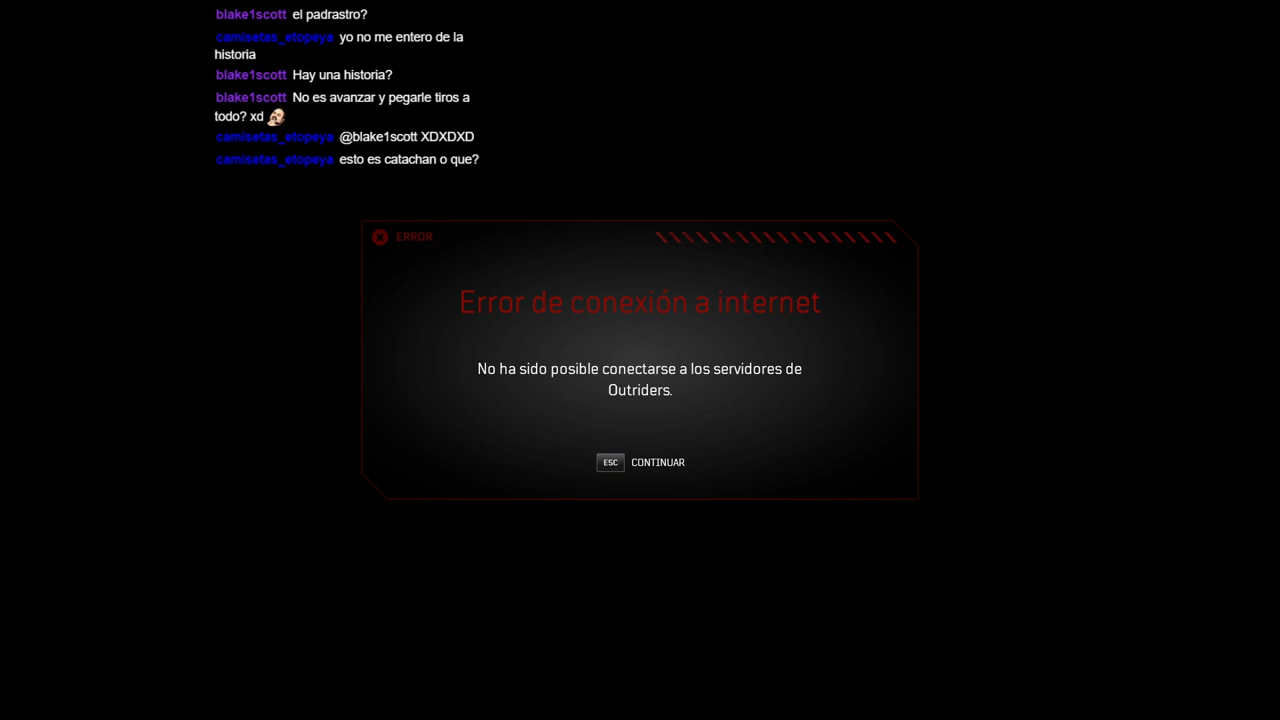 blake1scott el padrastro?
camisetas_etopeya yo no me entero de la
historia
blake1scott Hay una historia?
blake1scott No es avanzar y pegarle tiros a
todo? xd
camisetas_etopeya @blake1scott XDXDXD
camisetas_etopeya esto es catachan o que?
ERROR
Error de conexión a internet
No ha sido posible conectarse a los servidores de
Outriders.
ESC CONTINUAR